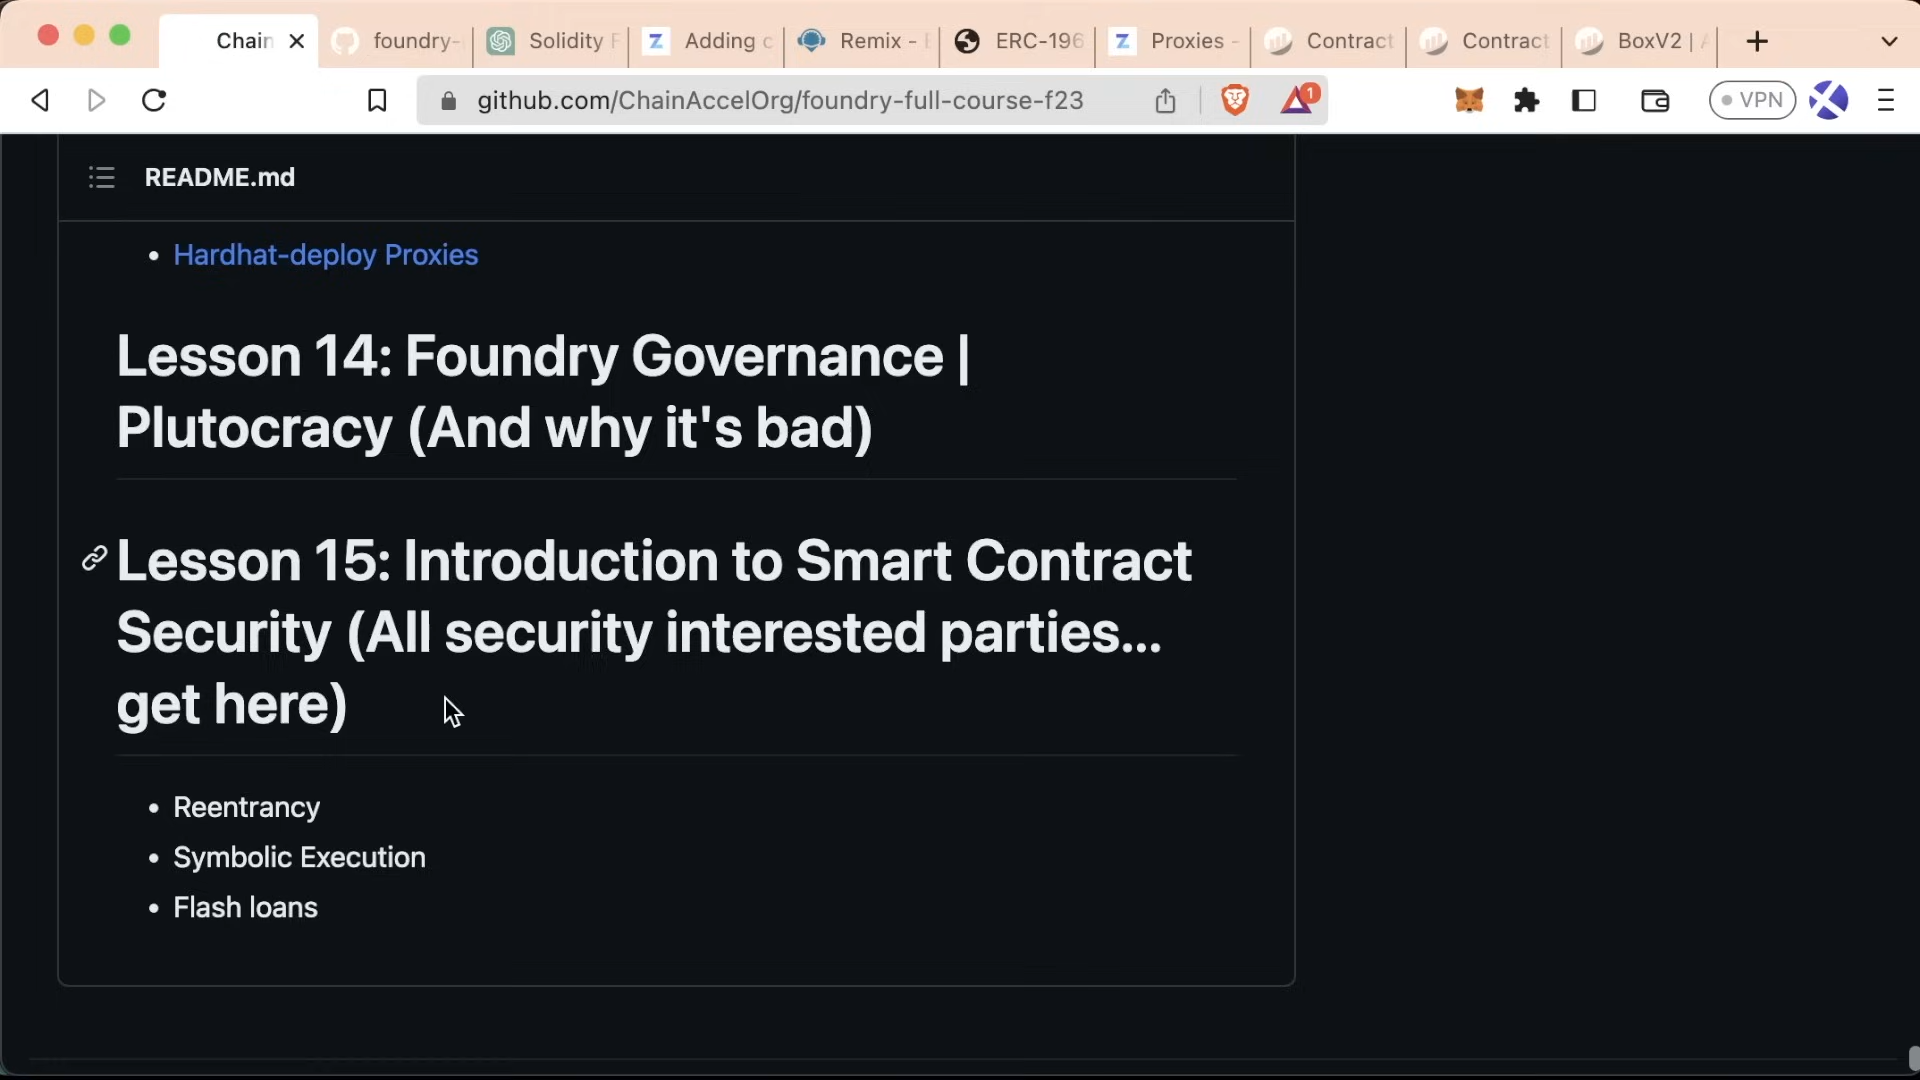 Chain
foundry-
Solidity F
Adding c
Remix -
ERC-196
Proxies -
Contract
Contract
BoxV2 |
github.com/ChainAccelOrg/foundry-full-course-f23
1
VPN
README.md
Hardhat-deploy Proxies
Lesson 14: Foundry Governance |
Plutocracy (And why it's bad)
Lesson 15: Introduction to Smart Contract
Security (All security interested parties...
get here)
Reentrancy
Symbolic Execution
Flash loans